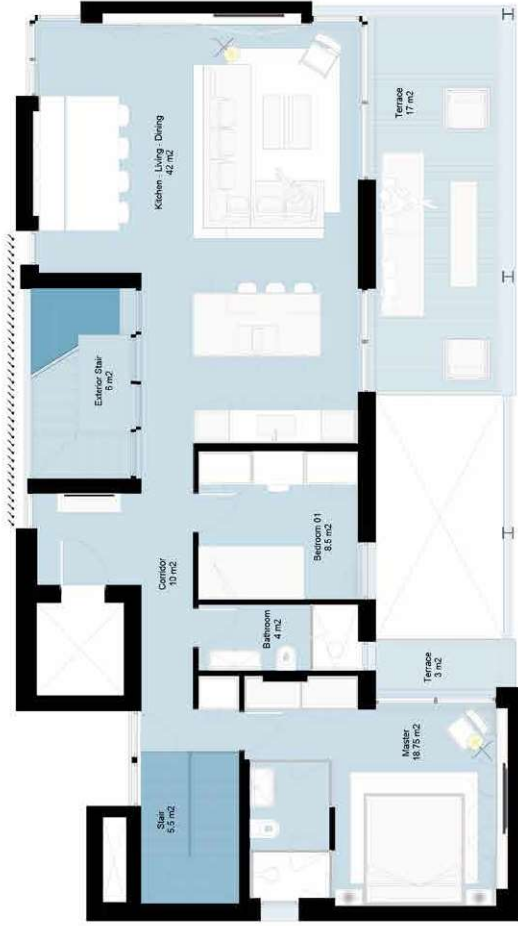 Kitchen - Living - Dining
42 m2
Terrace
17 m2
Exterior Stair
6 m2
Bedroom 01
8.5 m2
Corridor
10 m2
Bathroom
4 m2
Terrace
3 m2
Master
18.75 m2
Stair
5.5 m2